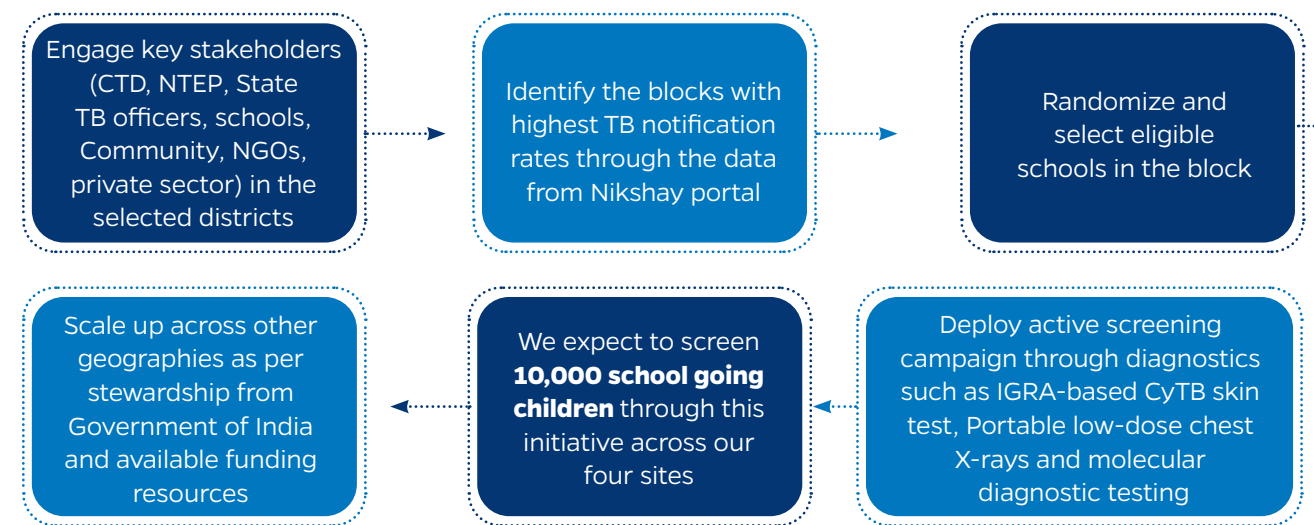 Engage key stakeholders
(CTD, NTEP, State
TB officers, schools,
Community, NGOs,
private sector) in the
selected districts
Identify the blocks with
highest TB notification
rates through the data
from Nikshay portal
Randomize and
select eligible
schools in the block
Deploy active screening
campaign through diagnostics
such as IGRA-based CyTB skin
test, Portable low-dose chest
X-rays and molecular
diagnostic testing
We expect to screen
10,000 school going
children through this
initiative across our
four sites
Scale up across other
geographies as per
stewardship from
Government of India
and available funding
resources